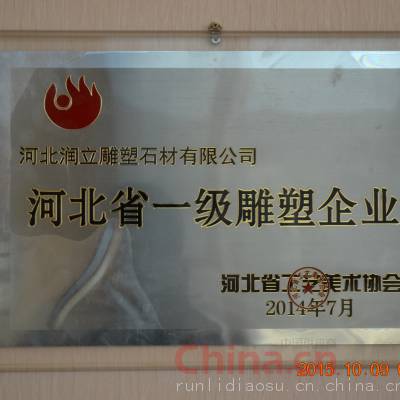 河北润立雕塑石材有限公司
河北省一级雕塑企业
河北省工艺美术协会
2014年7月
China.cn
2015.10.09
runlidiaosu.cn.china.cn